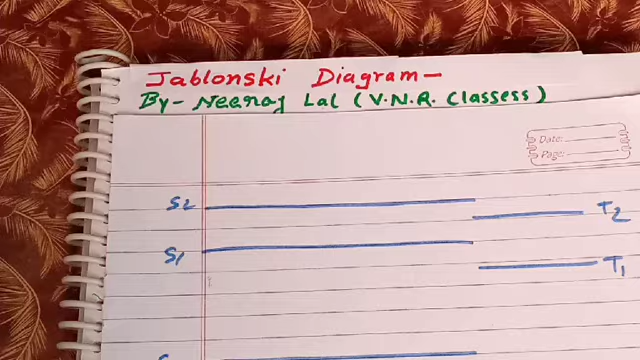 Jablonski Diagram-
By- Neeraj Lal (V.N.R. Classess)
Date:
Page:
S2
T2
S1
T1